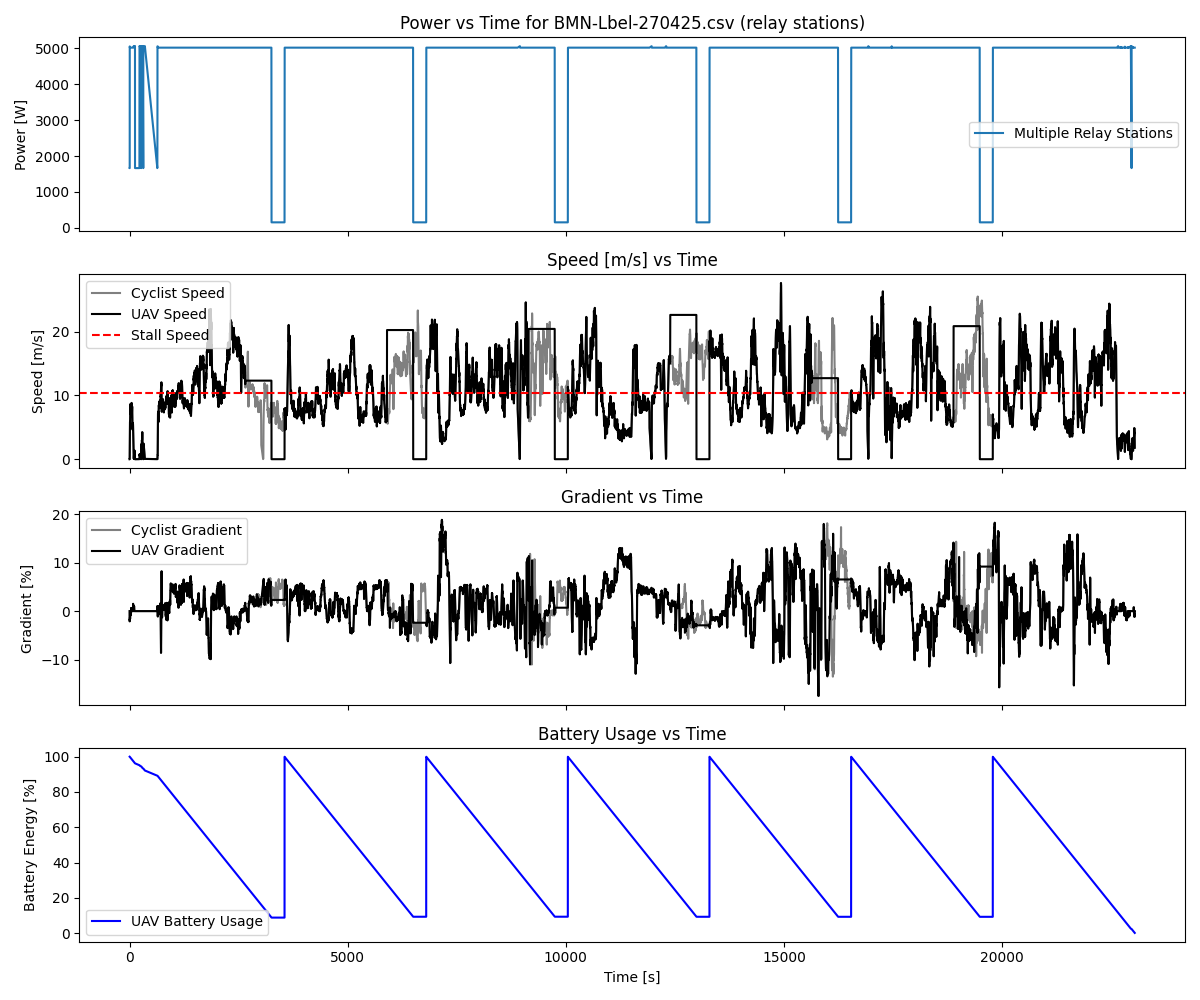 Power vs Time for BMN-Lbel-270425.csv (relay stations)
5000
4000
3000
2000
1000
0
Power [W]
Multiple Relay Stations
Speed [m/s] vs Time
20
10
0
Speed [m/s]
Cyclist Speed
UAV Speed
Stall Speed
Gradient vs Time
20
10
0
−10
Gradient [%]
Cyclist Gradient
UAV Gradient
Battery Usage vs Time
100
80
60
40
20
0
Battery Energy [%]
UAV Battery Usage
0 5000 10000 15000 20000
Time [s]